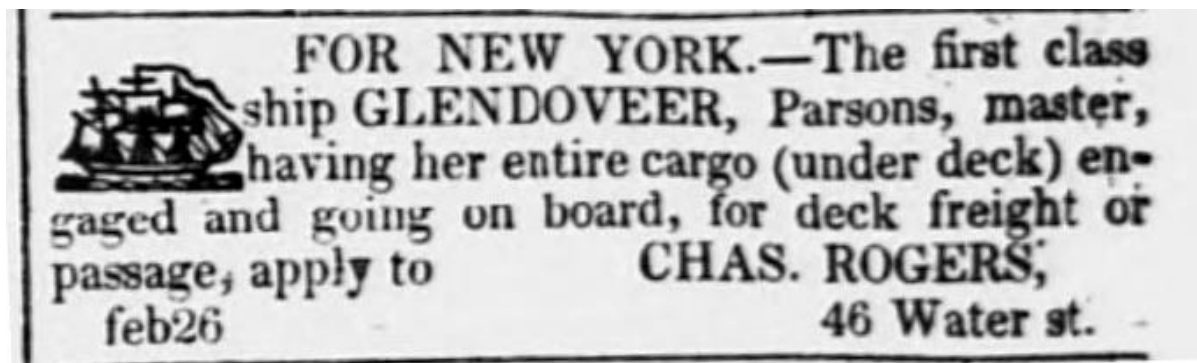 FOR NEW YORK.—The first class
ship GLENDOVEER, Parsons, master,
having her entire cargo (under deck) en-
gaged and going on board, for deck freight or
passage, apply to CHAS. ROGERS,
feb26 46 Water st.